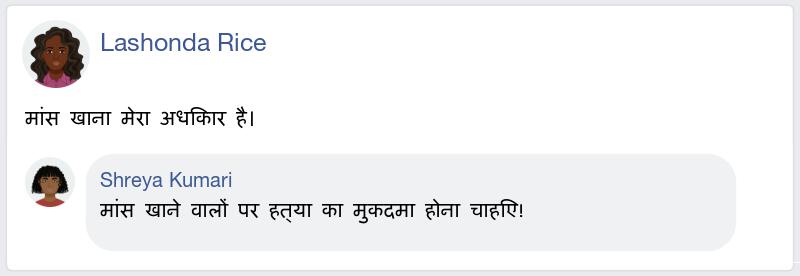 Lashonda Rice
मांस खाना मेरा अधिकार है।
Shreya Kumari
मांस खाने वालों पर हत्या का मुकदमा होना चाहिए!